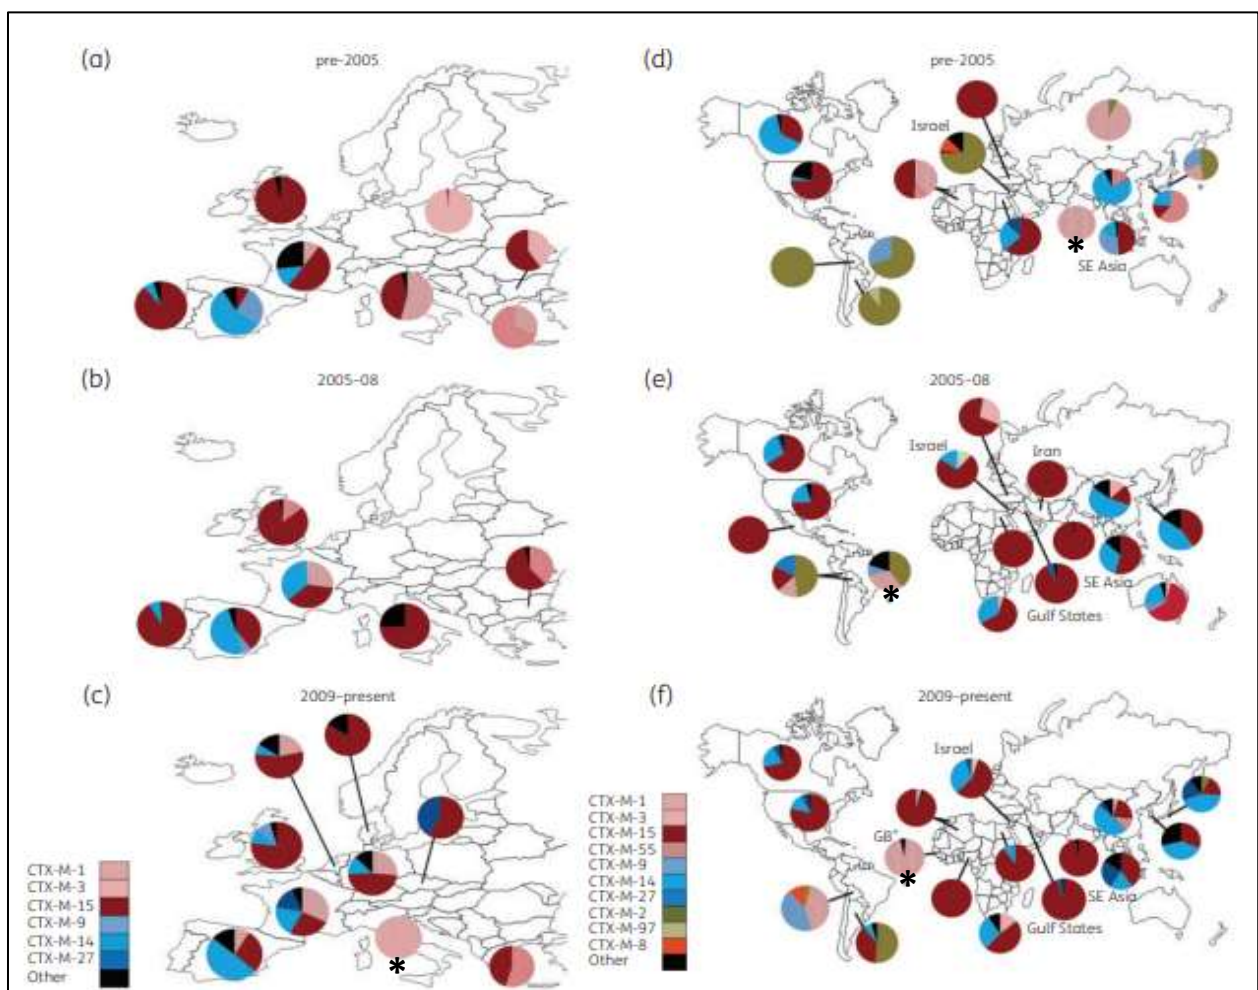 (a)
pre-2005
(b)
2005–08
(c)
2009–present
CTX-M-1
CTX-M-3
CTX-M-15
CTX-M-9
CTX-M-14
CTX-M-27
Other
*
(d)
pre-2005
Israel
*
*
*
SE Asia
(e)
2005–08
Israel
Iran
*
SE Asia
Gulf States
(f)
2009–present
Israel
GB*
*
SE Asia
Gulf States
CTX-M-1
CTX-M-3
CTX-M-15
CTX-M-55
CTX-M-9
CTX-M-14
CTX-M-27
CTX-M-2
CTX-M-97
CTX-M-8
Other